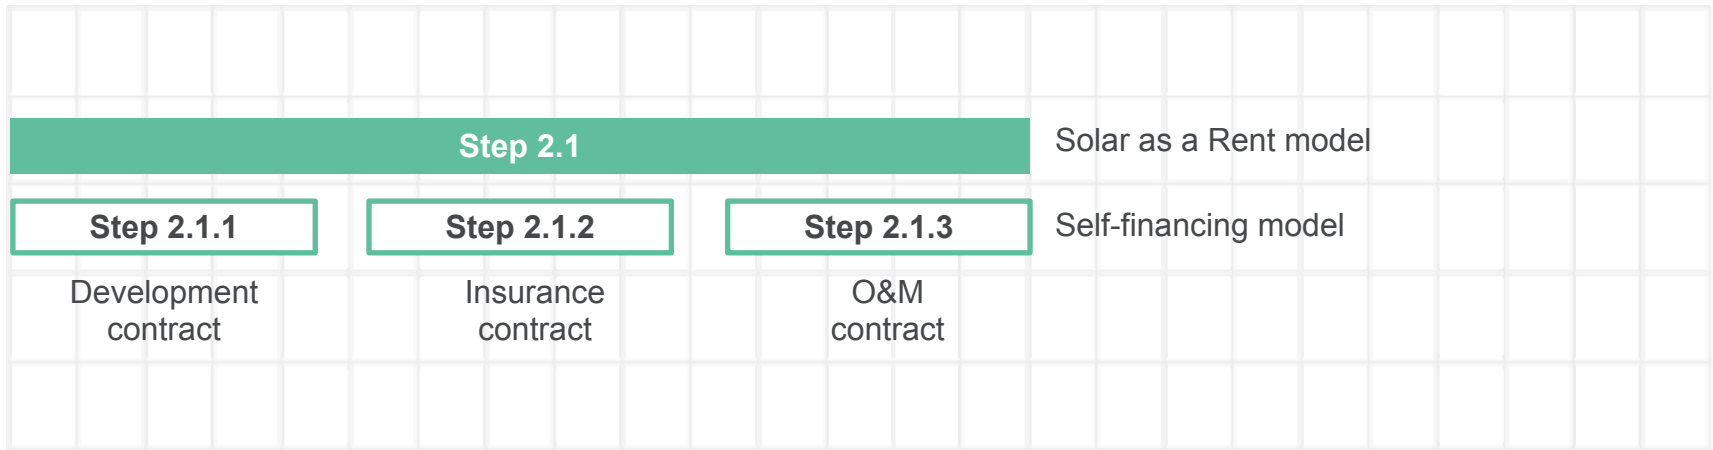 Step 2.1
Solar as a Rent model
Step 2.1.1
Step 2.1.2
Step 2.1.3
Self-financing model
Development
contract
Insurance
contract
O&M
contract